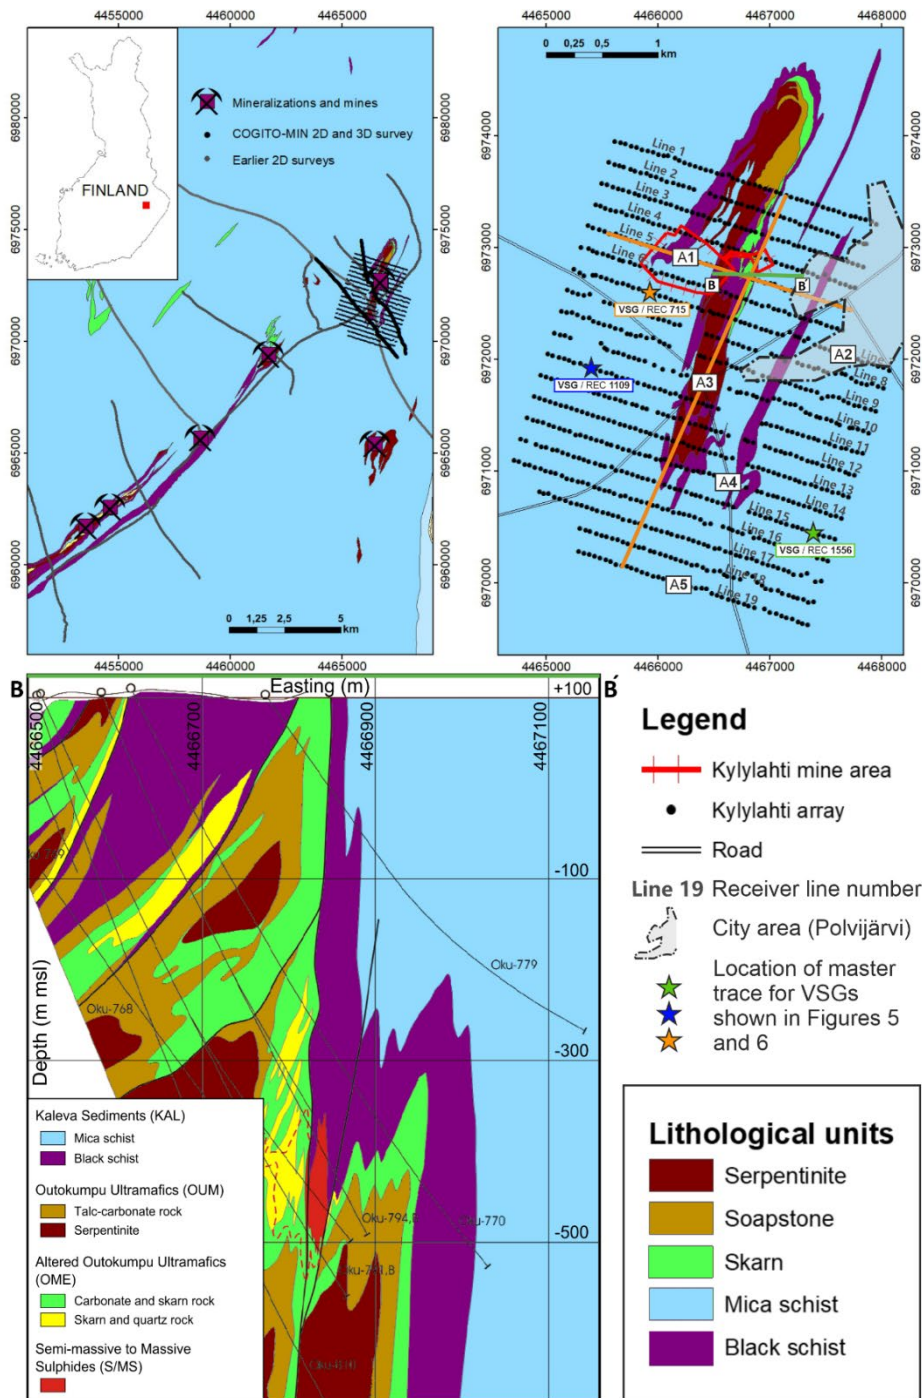 4455000
4460000
4465000
6980000
6975000
6970000
6965000
6960000
FINLAND
Mineralizations and mines
COGITO-MIN 2D and 3D survey
Earlier 2D surveys
0 1,25 2,5 5
km
4455000
4460000
4465000
4465000
4466000
4467000
4468000
0 0,25 0,5 1
km
6974000
6973000
6972000
6971000
6970000
Line 1
Line 2
Line 3
Line 4
Line 5
Line 6
A1
B
B'
VSG / REC 715
A2
Line 8
VSG / REC 1109
A3
Line 9
Line 10
Line 11
Line 12
Line 13
A4
Line 14
Line 15
Line 16
VSG / REC 1556
Line 17
Line 18
A5
Line 19
4465000
4466000
4467000
4468000
B
Easting (m)
B´
+100
4466500
4466700
4466900
4467100
-100
-300
-500
Depth (m msl)
Oku-779
Oku-768
Oku-794,
Oku-770
Kaleva Sediments (KAL)
Mica schist
Black schist
Outokumpu Ultramafics (OUM)
Talc-carbonate rock
Serpentinite
Altered Outokumpu Ultramafics
(OME)
Carbonate and skarn rock
Skarn and quartz rock
Semi-massive to Massive
Sulphides (S/MS)
Legend
Kylylahti mine area
Kylylahti array
Road
Line 19 Receiver line number
City area (Polvijärvi)
Location of master
trace for VSGs
shown in Figures 5
and 6
Lithological units
Serpentinite
Soapstone
Skarn
Mica schist
Black schist